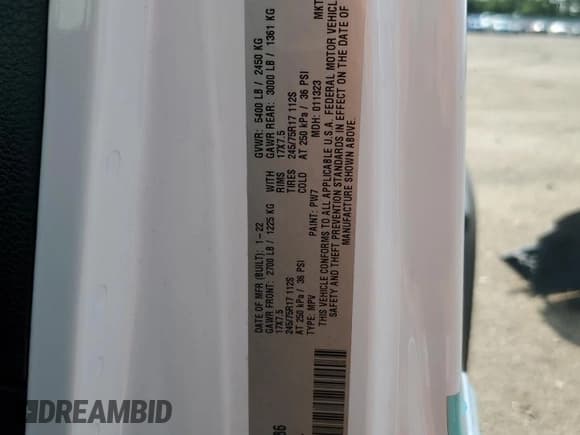 DATE OF MFR (BUILT): 1-22 GVWR: 5400 LB / 2450 KG
GAWR FRONT: 2700 LB / 1225 KG WITH GAWR REAR: 3000 LB / 1361 KG
17X7.5 RIMS 17X7.5
245/75R17 112S TIRES 245/75R17 112S
AT 250 kPa / 36 PSI COLD AT 250 kPa / 36 PSI
TYPE: MPV PAINT: PW7 MDH: 011323 MKT
THIS VEHICLE CONFORMS TO ALL APPLICABLE U.S.A. FEDERAL MOTOR VEHICL
SAFETY AND THEFT PREVENTION STANDARDS IN EFFECT ON THE DATE OF
MANUFACTURE SHOWN ABOVE.
DREAMBID